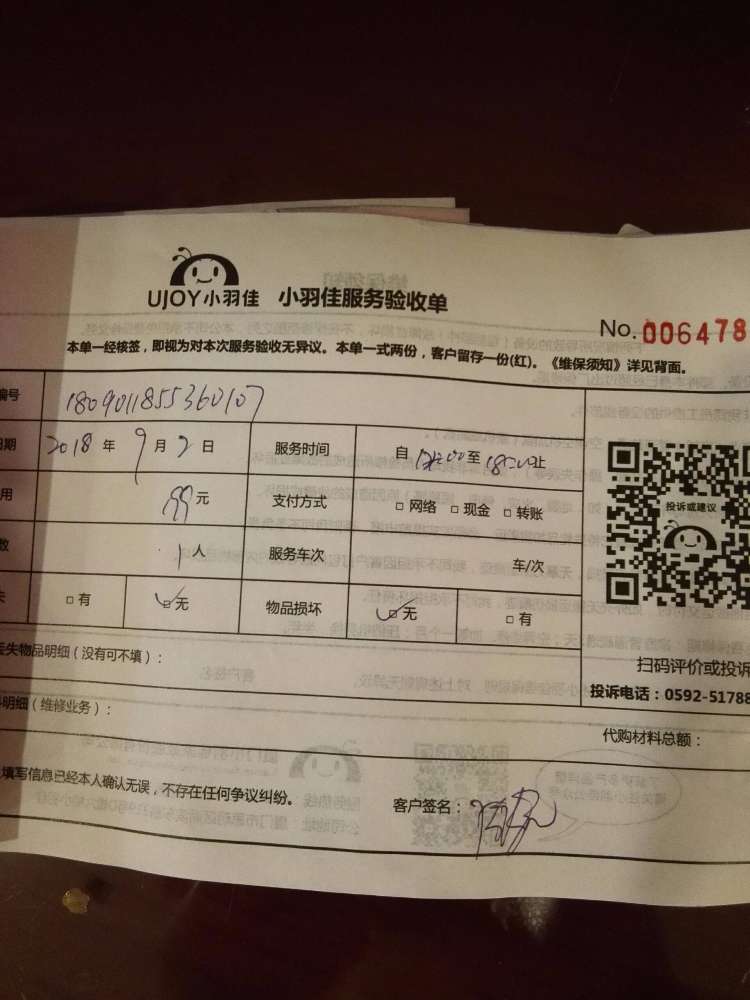 UJOY小羽佳 小羽佳服务验收单
No. 006478
本单一经核签，即视为对本次服务验收无异议。本单一式两份，客户留存一份(红)。《维保须知》详见背面。
编号 1809011855360107
日期 2018 年 9 月 2 日 服务时间 自 至 止
用 99 元 支付方式 □ 网络 □ 现金 □ 转账
数 1 人 服务车次 车/次
失 □ 有 □ 无 物品损坏 □ 无 □ 有
投诉或建议
丢失物品明细（没有可不填）：
扫码评价或投诉
投诉电话：0592-51788
料明细（维修业务）：
代购材料总额：
填写信息已经本人确认无误，不存在任何争议纠纷。
客户签名：